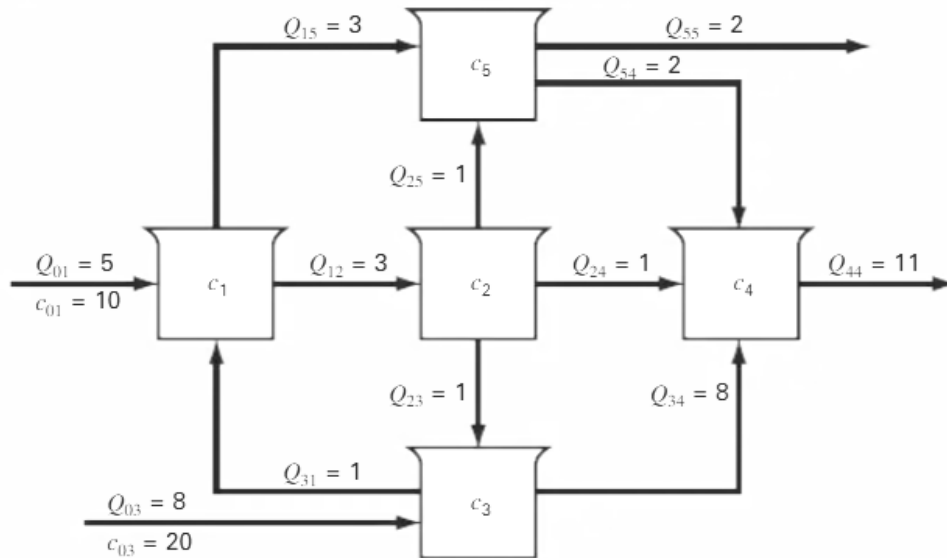 Q15 = 3
Q55 = 2
c5
Q54 = 2
Q25 = 1
Q01 = 5
c01 = 10
c1
Q12 = 3
c2
Q24 = 1
c4
Q44 = 11
Q23 = 1
Q34 = 8
Q31 = 1
Q03 = 8
c03 = 20
c3